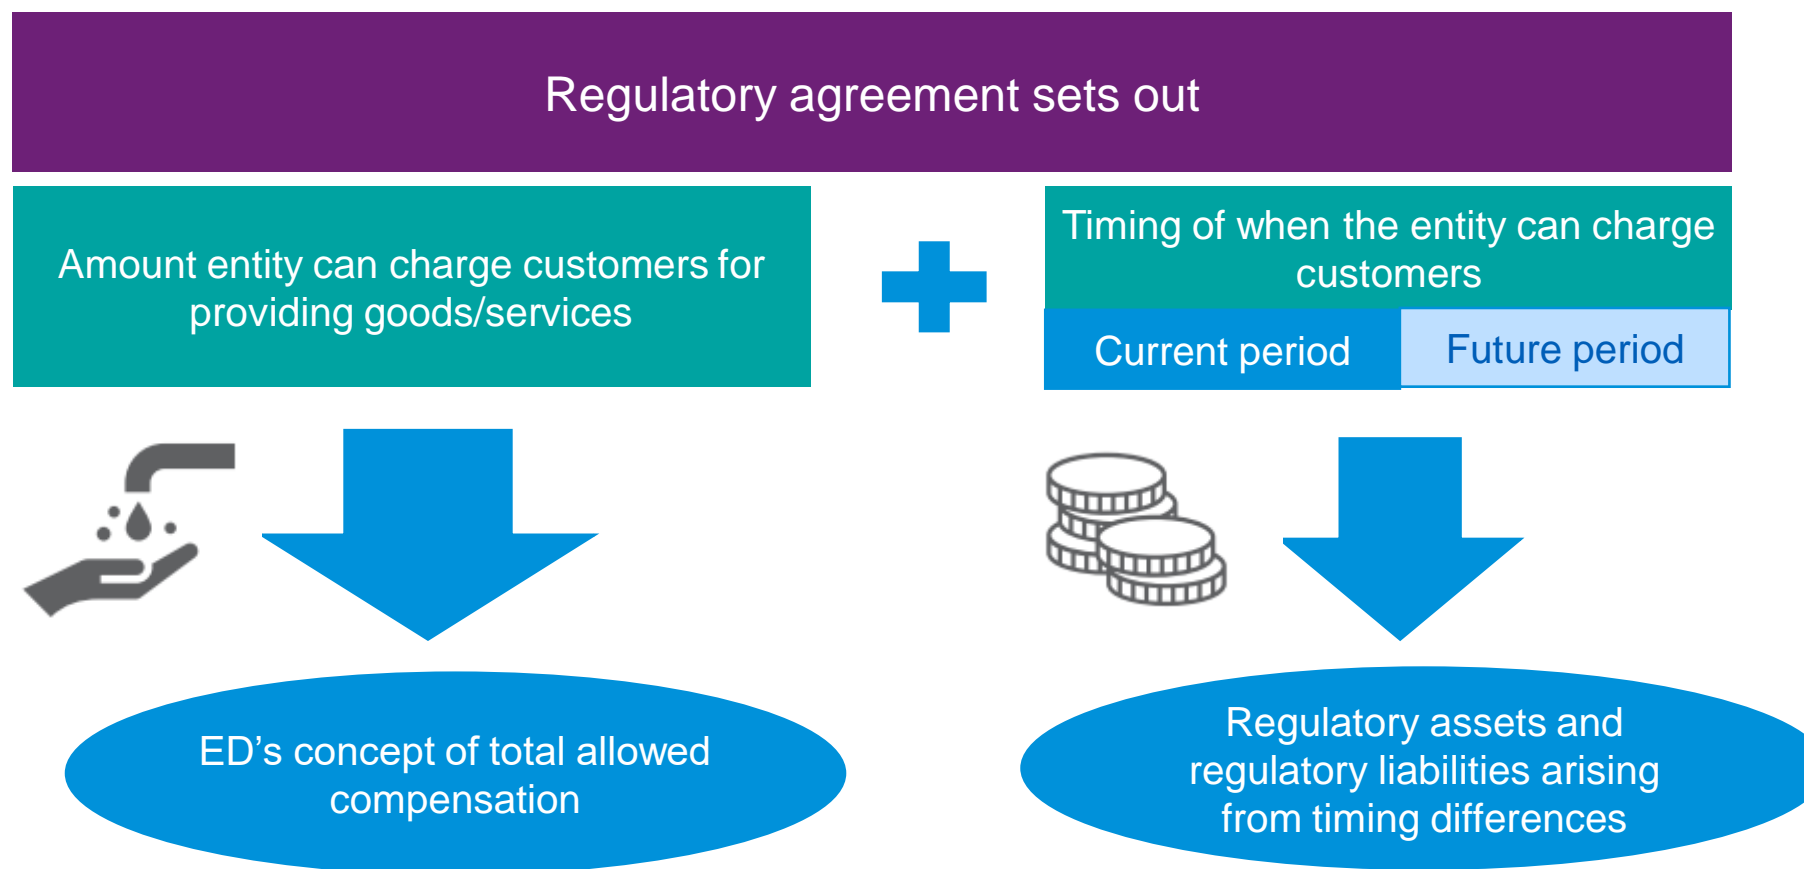 Regulatory agreement sets out
Amount entity can charge customers for
providing goods/services
Timing of when the entity can charge
customers
Current period
Future period
ED’s concept of total allowed
compensation
Regulatory assets and
regulatory liabilities arising
from timing differences